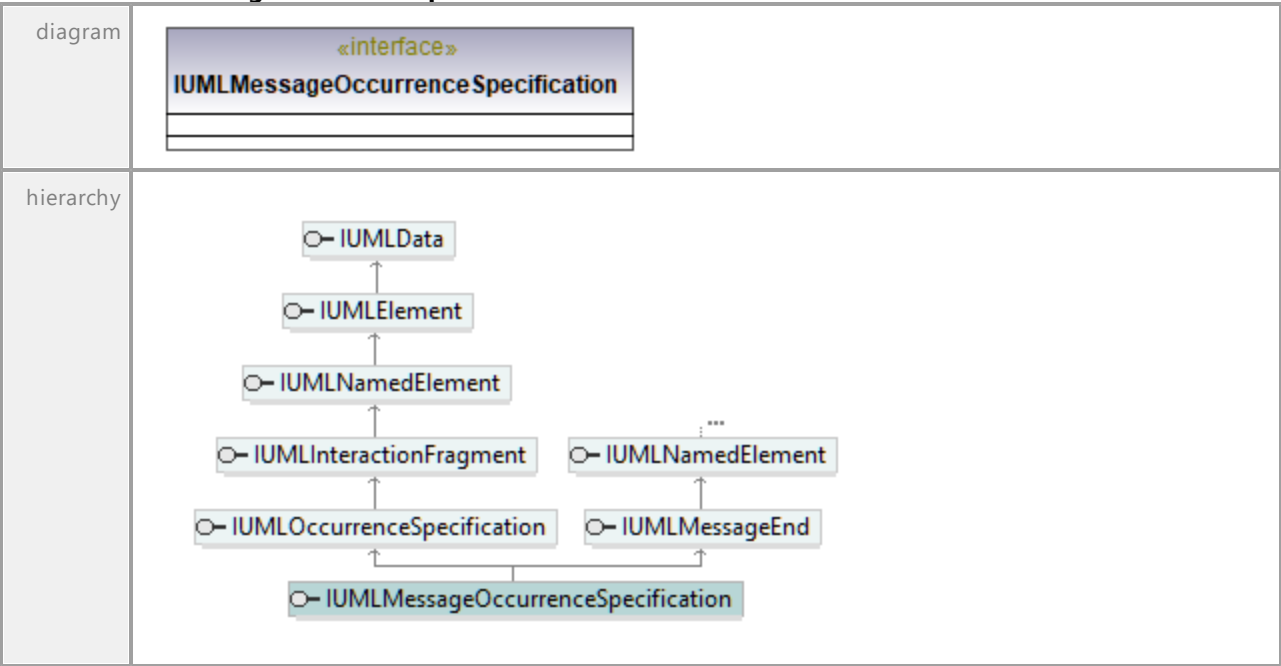 diagram
«interface»
IUMLMessageOccurrenceSpecification
hierarchy
IUMLData
IUMLElement
IUMLNamedElement
...
IUMLInteractionFragment
IUMLNamedElement
IUMLOccurrenceSpecification
IUMLMessageEnd
IUMLMessageOccurrenceSpecification